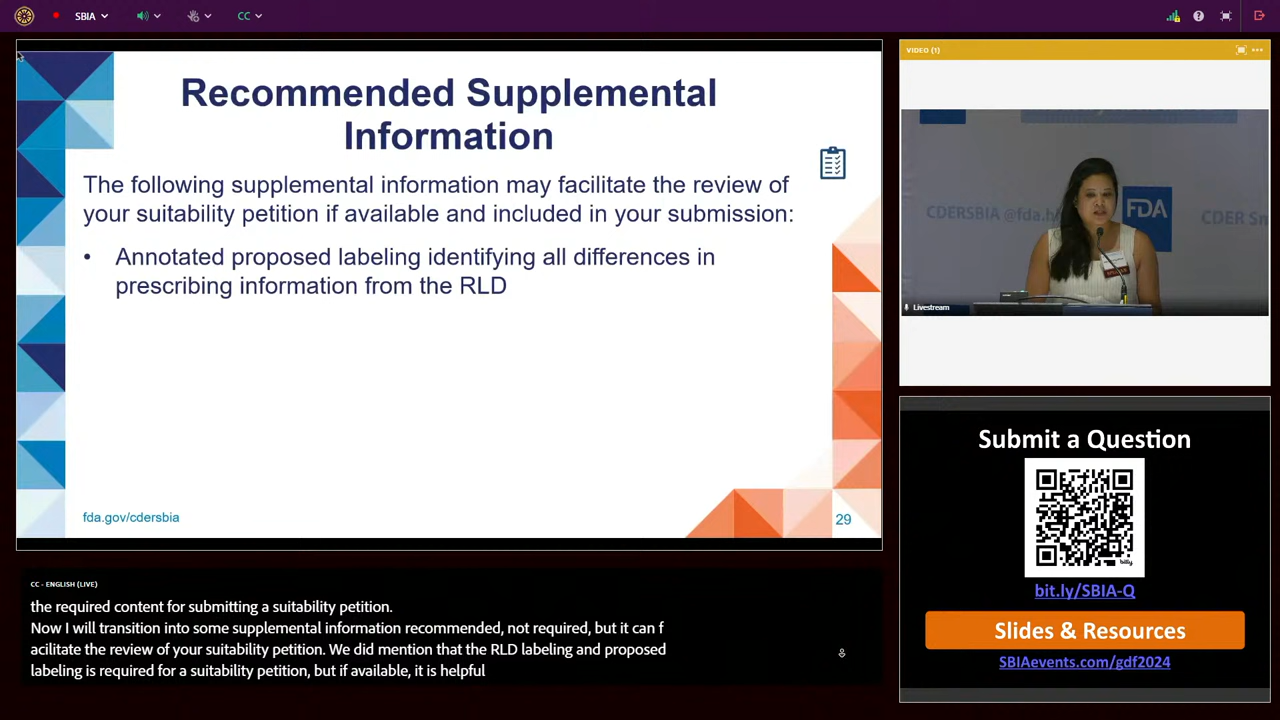 SBIA
CC
Recommended Supplemental
Information
The following supplemental information may facilitate the review of
your suitability petition if available and included in your submission:
• Annotated proposed labeling identifying all differences in
prescribing information from the RLD
fda.gov/cdersbia
29
CC - ENGLISH (LIVE)
the required content for submitting a suitability petition.
Now I will transition into some supplemental information recommended, not required, but it can f
acilitate the review of your suitability petition. We did mention that the RLD labeling and proposed
labeling is required for a suitability petition, but if available, it is helpful
VIDEO (1)
CDERSBIA @fda.h
FDA
CDER Sm
Livestream
Submit a Question
bitly
bit.ly/SBIA-Q
Slides & Resources
SBIAevents.com/gdf2024